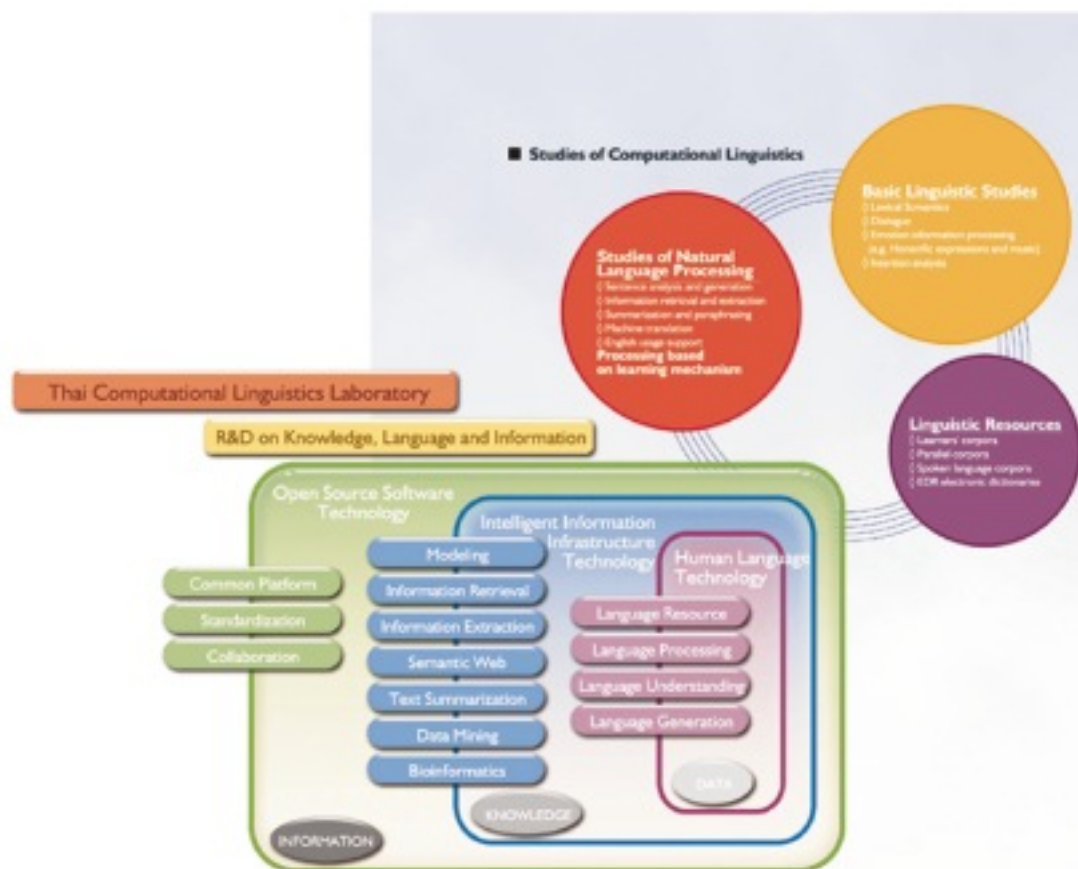 ■ Studies of Computational Linguistics
Basic Linguistic Studies
◊ Lexical Semantics
◊ Dialogue
◊ Emotion information processing
(e.g. Honorific expressions and music)
◊ Intention analysis
Studies of Natural
Language Processing
◊ Sentence analysis and generation
◊ Information retrieval and extraction
◊ Summarization and paraphrasing
◊ Machine translation
◊ English usage support
Processing based
on learning mechanism
Linguistic Resources
◊ Learners' corpora
◊ Parallel corpora
◊ Spoken language corpora
◊ EDR electronic dictionaries
Thai Computational Linguistics Laboratory
R&D on Knowledge, Language and Information
Open Source Software
Technology
Common Platform
Standardization
Collaboration
Intelligent Information
Infrastructure
Technology
Modeling
Information Retrieval
Information Extraction
Semantic Web
Text Summarization
Data Mining
Bioinformatics
Human Language
Technology
Language Resource
Language Processing
Language Understanding
Language Generation
DATA
KNOWLEDGE
INFORMATION